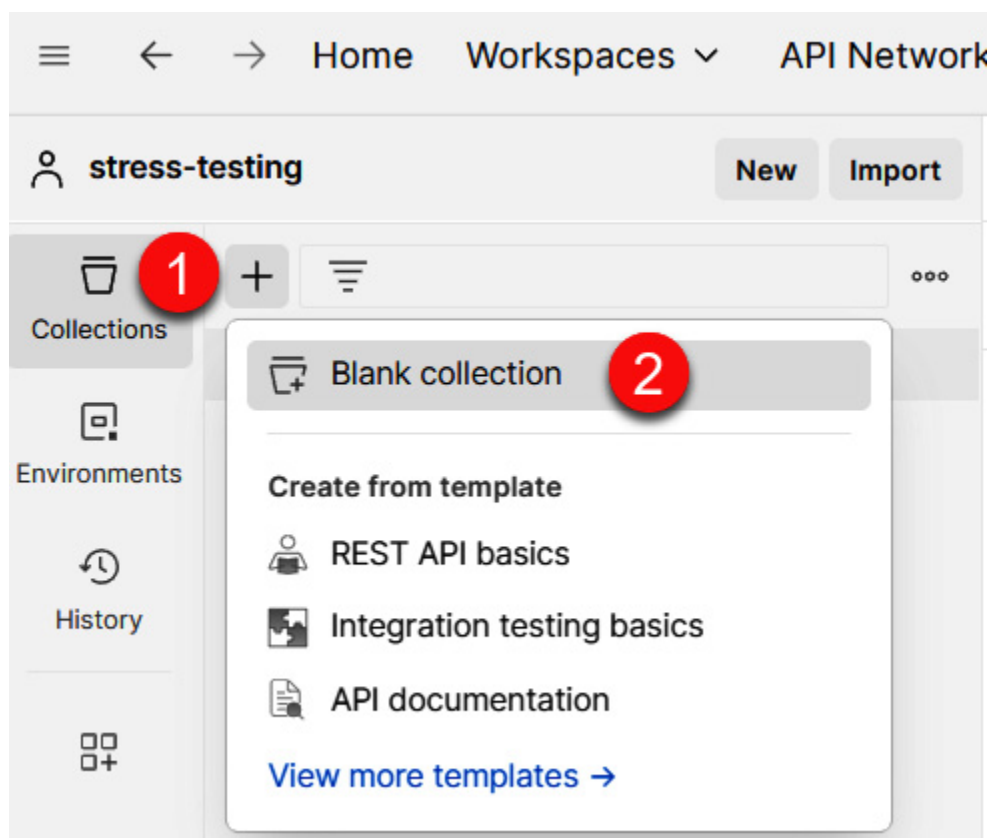 Home Workspaces API Network
stress-testing New Import
1
Collections
Blank collection 2
Environments
Create from template
REST API basics
History
Integration testing basics
API documentation
View more templates →